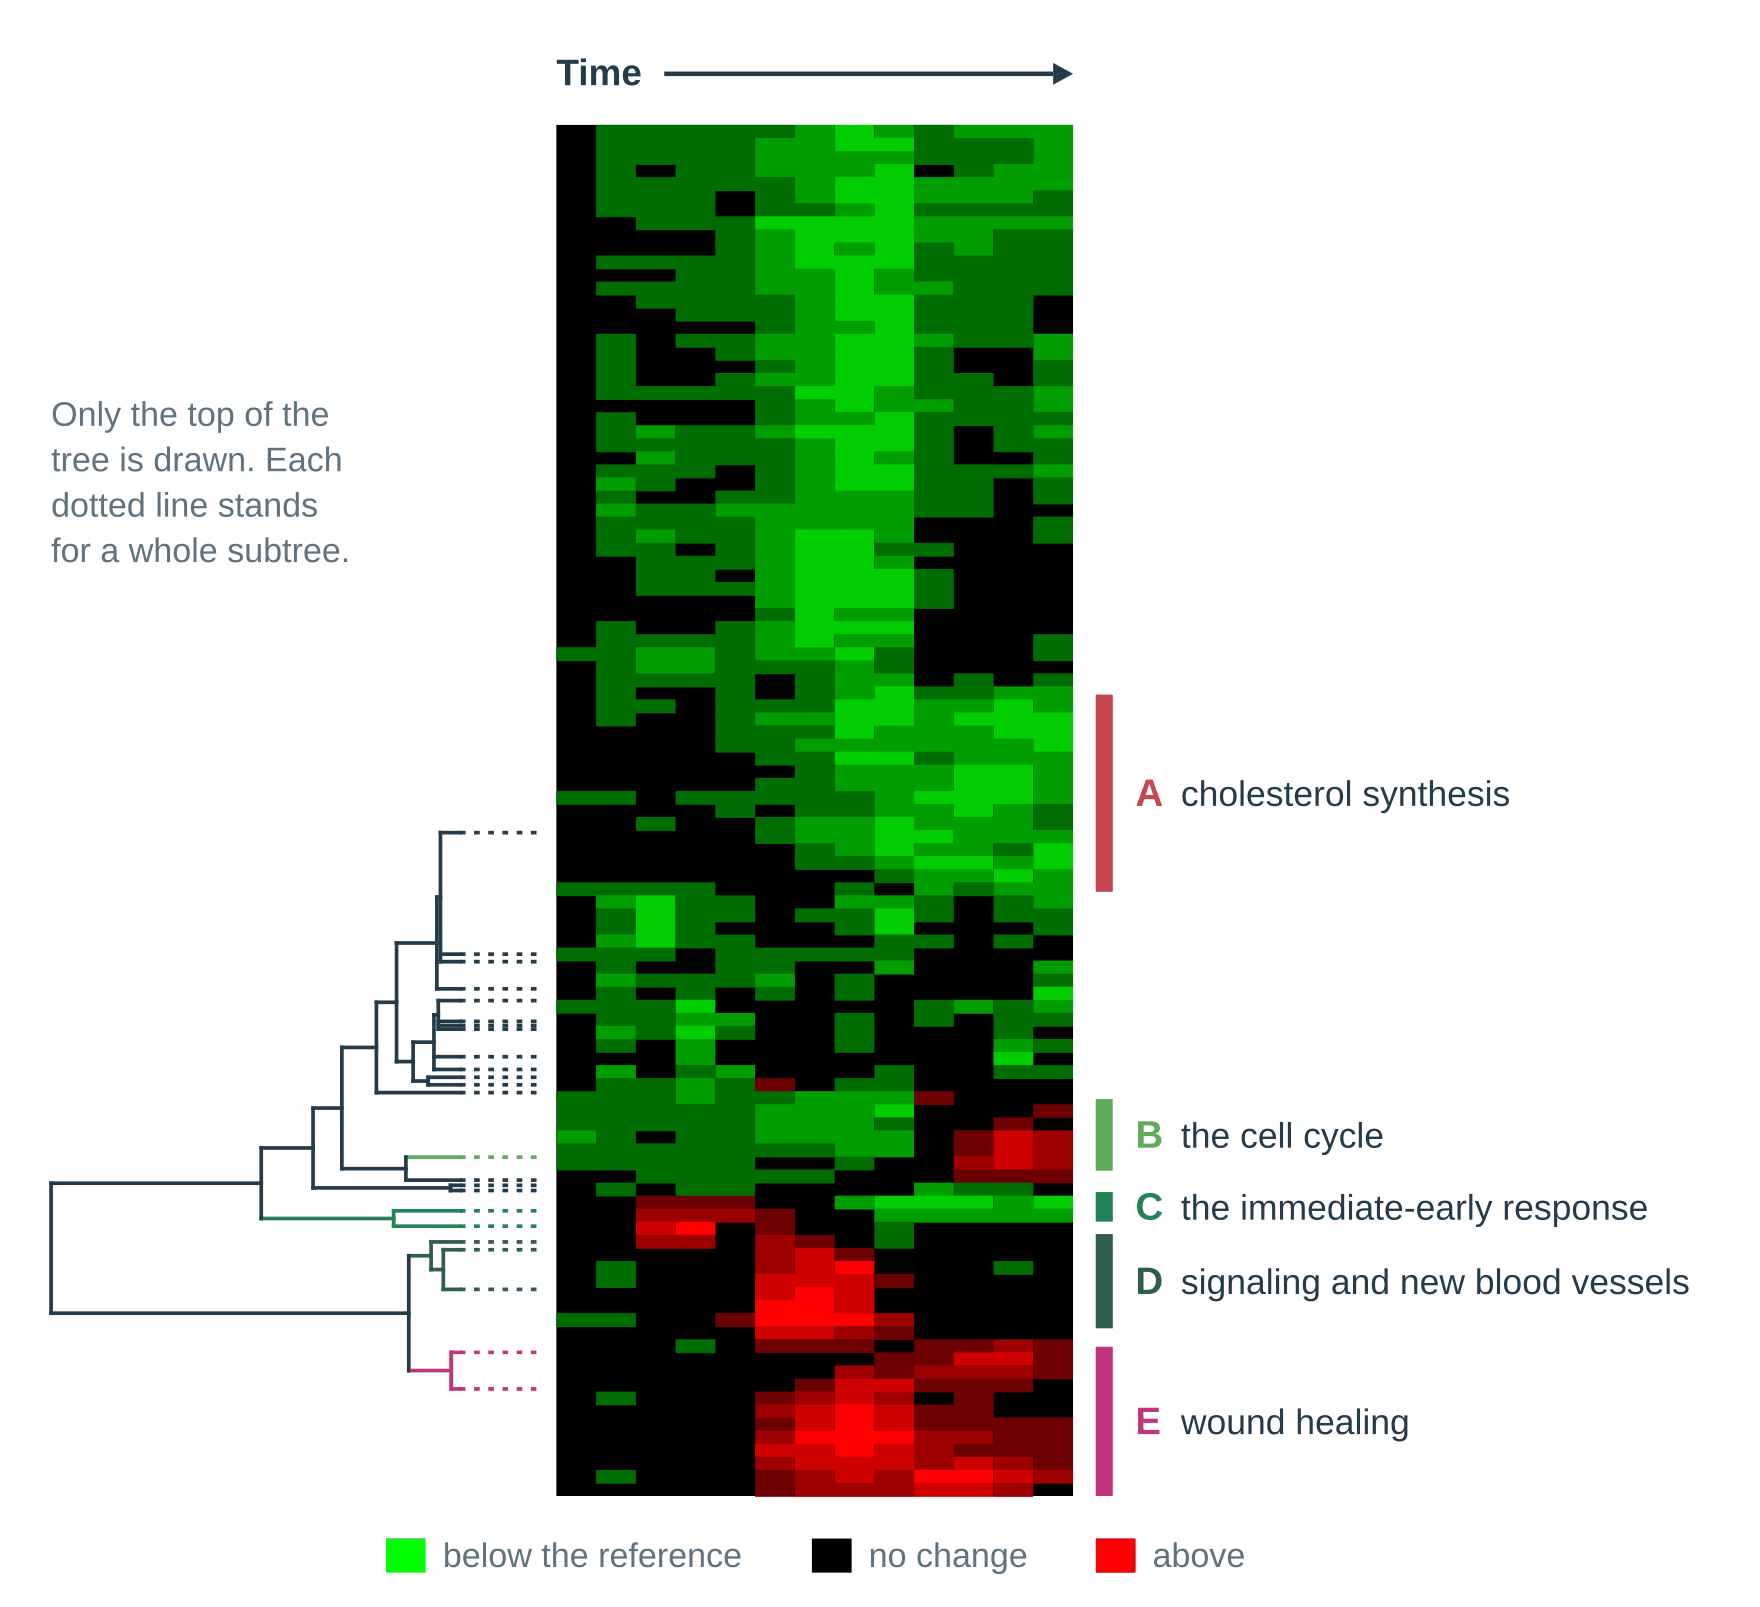 Time
Only the top of the
tree is drawn. Each
dotted line stands
for a whole subtree.
A cholesterol synthesis
B the cell cycle
C the immediate-early response
D signaling and new blood vessels
E wound healing
below the reference
no change
above